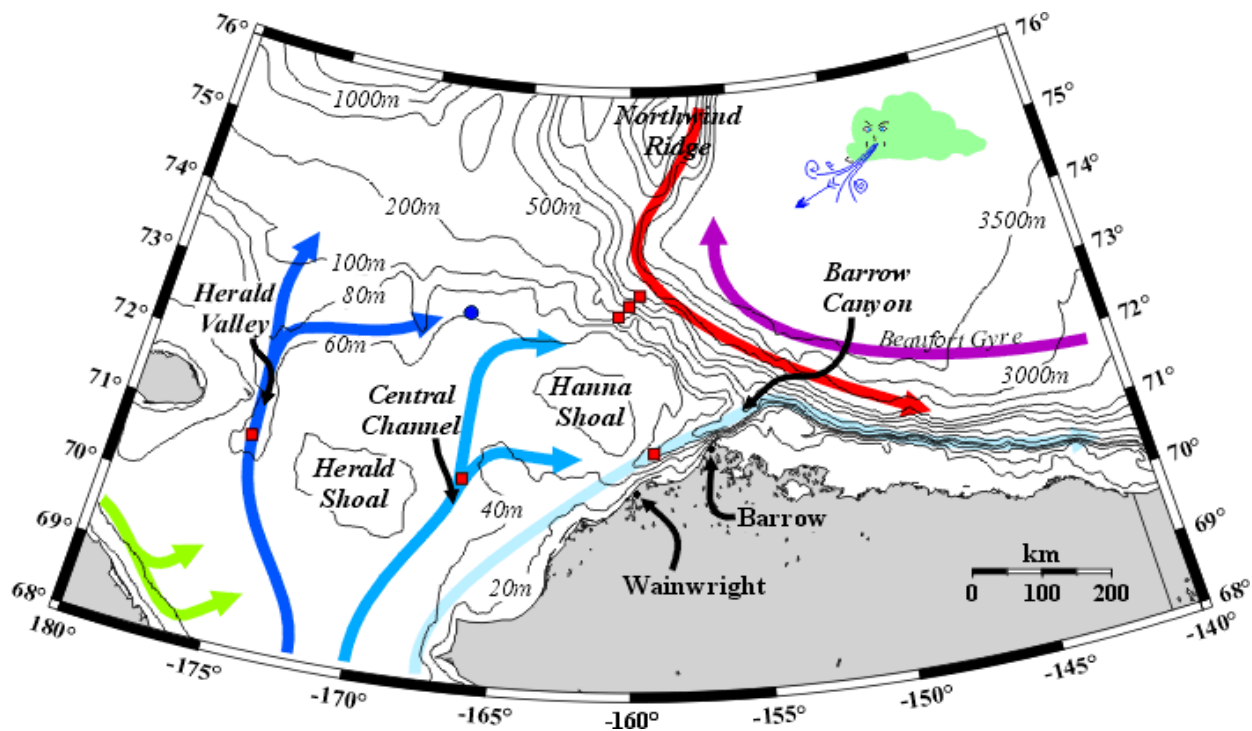 76°
76°
75°
75°
74°
74°
73°
73°
72°
72°
71°
71°
70°
70°
69°
69°
68°
68°
180°
-175°
-170°
-165°
-160°
-155°
-150°
-145°
-140°
1000m
Northwind
Ridge
200m
500m
3500m
100m
80m
60m
Herald
Valley
Barrow
Canyon
Beaufort Gyre
3000m
Central
Channel
Hanna
Shoal
Herald
Shoal
40m
20m
Barrow
Wainwright
km
0 100 200